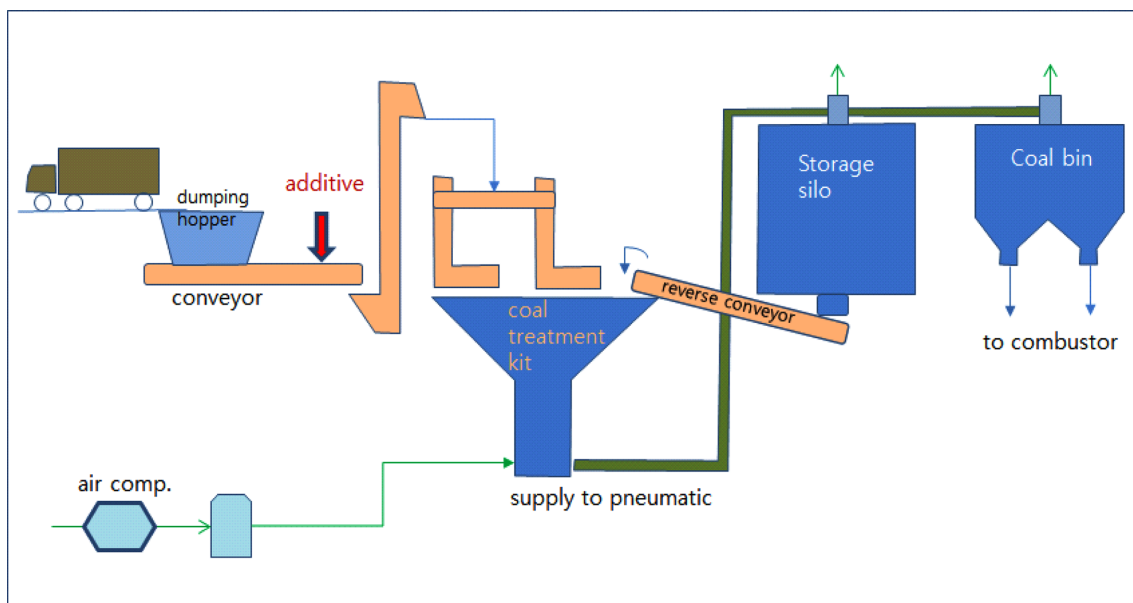 dumping
hopper
additive
conveyor
coal
treatment
kit
reverse conveyor
Storage
silo
Coal bin
to combustor
air comp.
supply to pneumatic